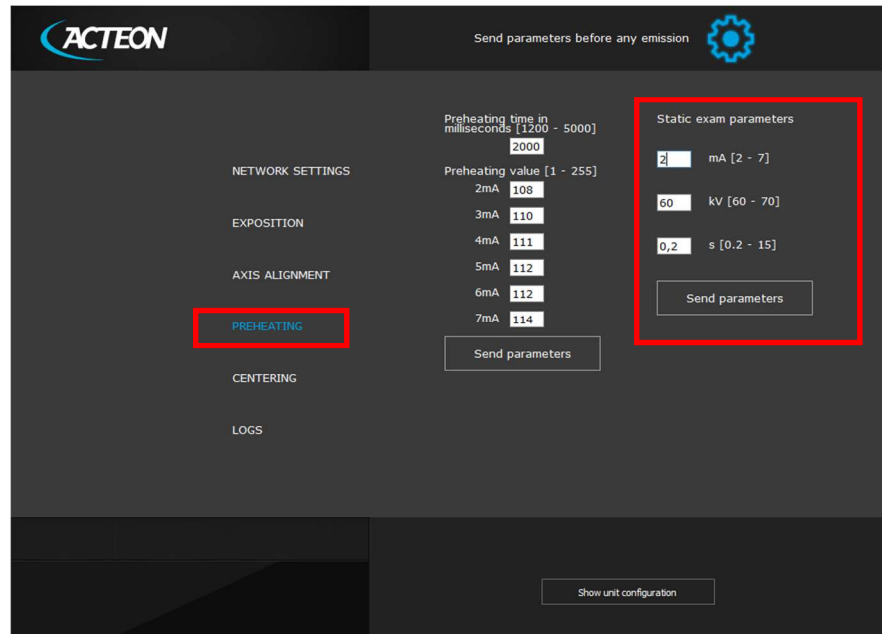 ACTEON
Send parameters before any emission
NETWORK SETTINGS
EXPOSITION
AXIS ALIGNMENT
PREHEATING
CENTERING
LOGS
Preheating time in
milliseconds [1200 - 5000]
2000
Preheating value [1 - 255]
2mA 108
3mA 110
4mA 111
5mA 112
6mA 112
7mA 114
Send parameters
Static exam parameters
2 mA [2 - 7]
60 kV [60 - 70]
0,2 s [0.2 - 15]
Send parameters
Show unit configuration